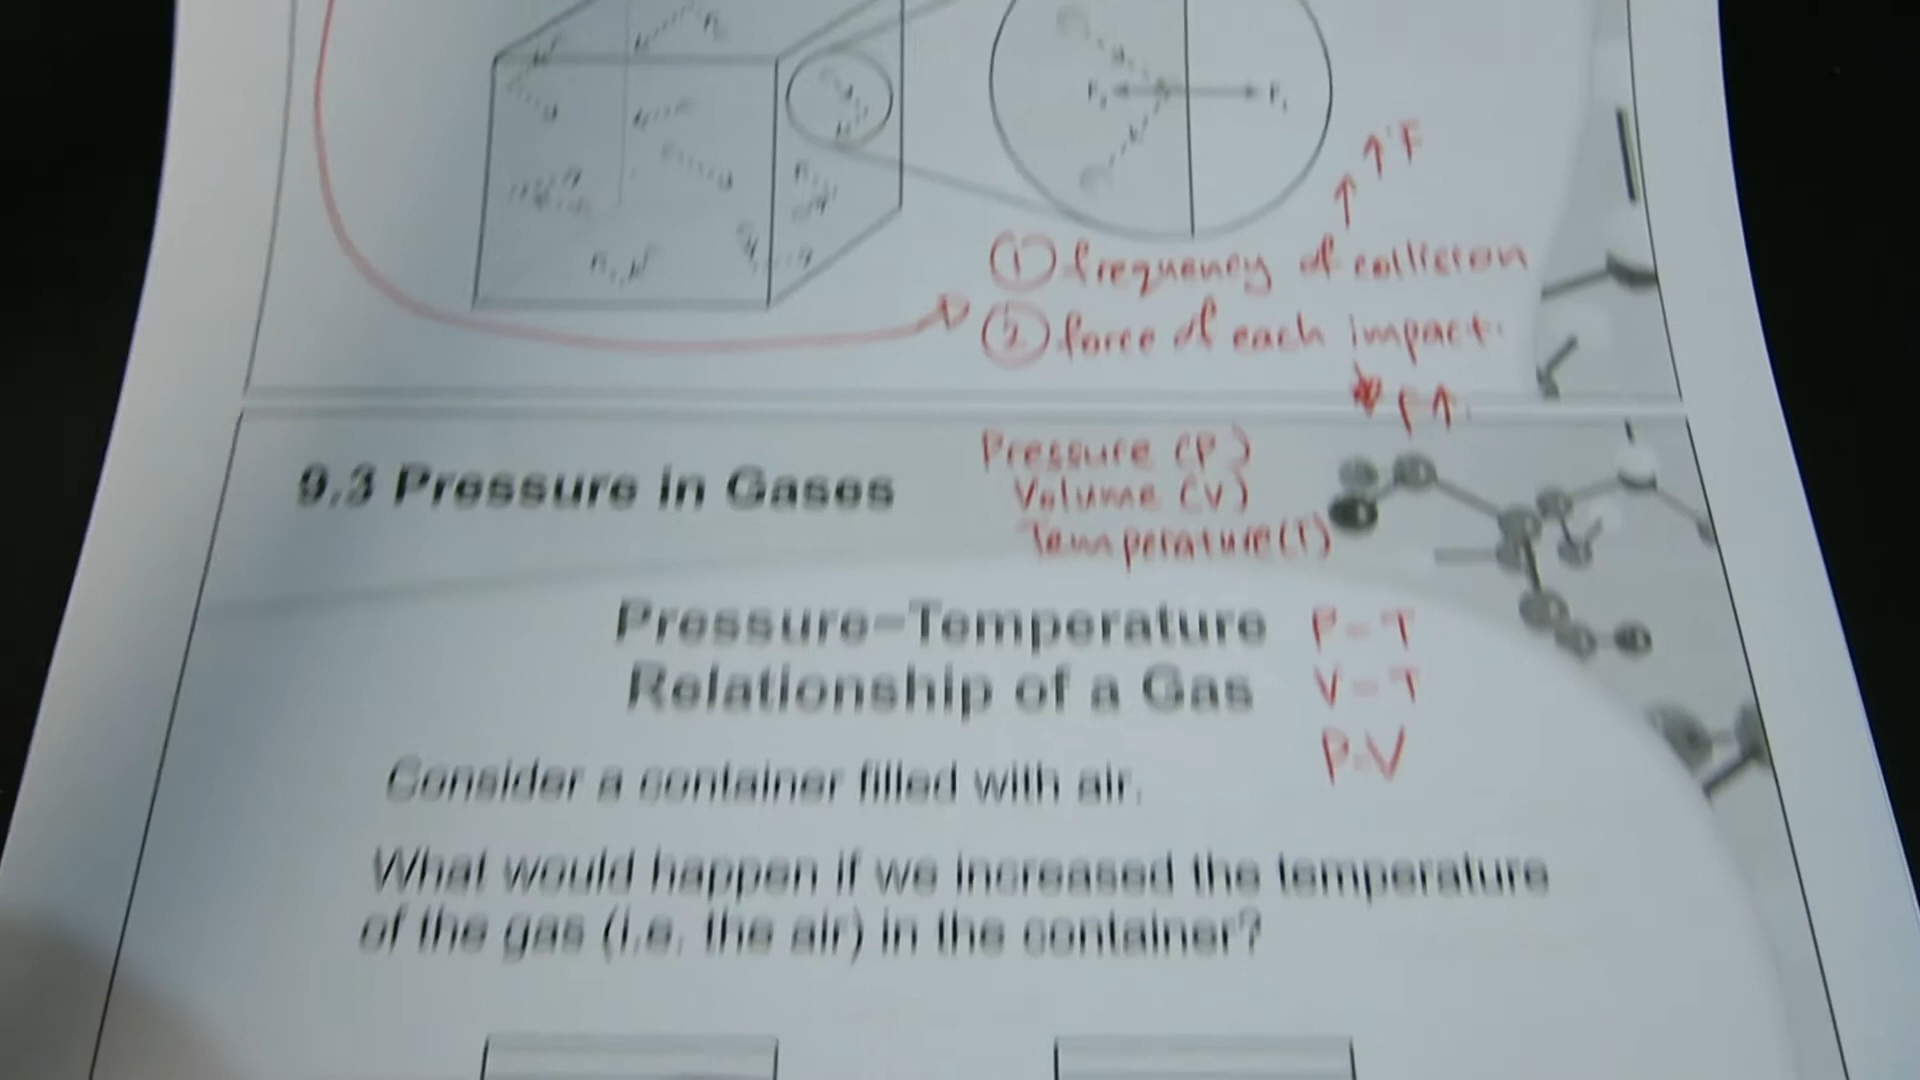 ↑F
↑
① frequency of collision
② force of each impact.
F↑.
9.3 Pressure in Gases
Pressure (P)
Volume (V)
Temperature (T)
Pressure–Temperature
Relationship of a Gas
P-T
V-T
P-V
Consider a container filled with air.
What would happen if we increased the temperature
of the gas (i.e. the air) in the container?